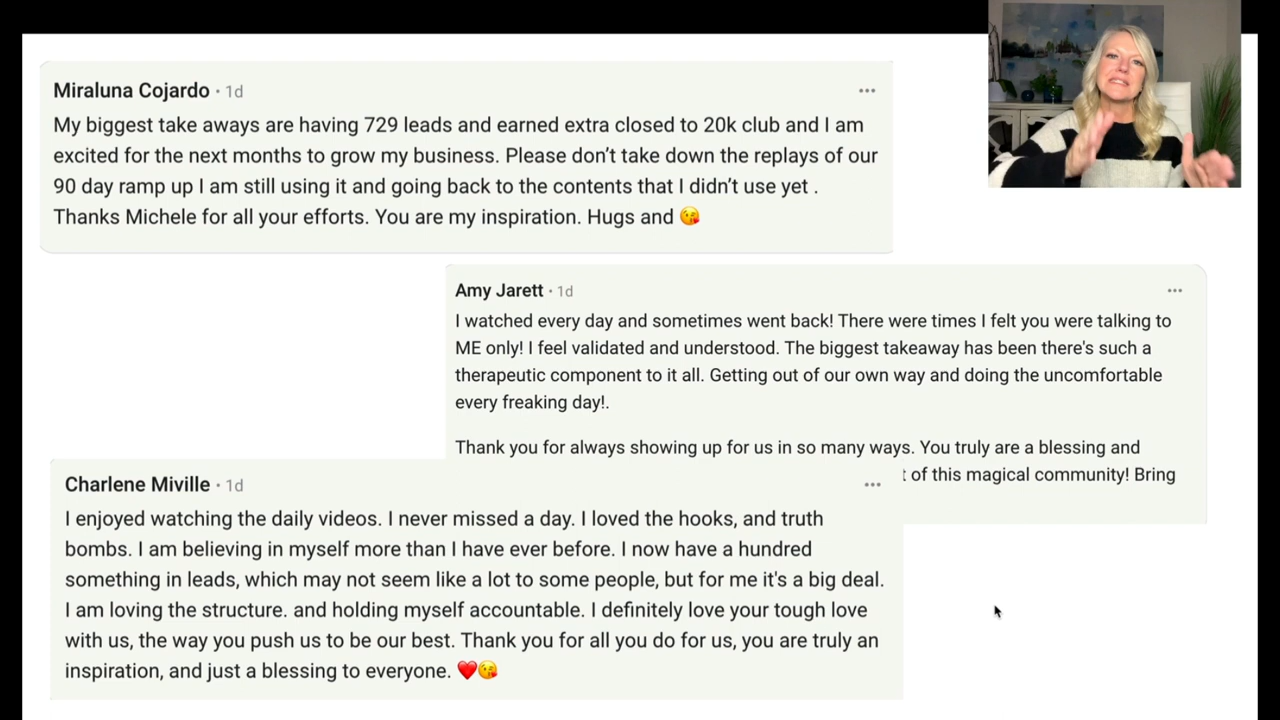 Miraluna Cojardo · 1d
My biggest take aways are having 729 leads and earned extra closed to 20k club and I am
excited for the next months to grow my business. Please don't take down the replays of our
90 day ramp up I am still using it and going back to the contents that I didn't use yet .
Thanks Michele for all your efforts. You are my inspiration. Hugs and 😘
Amy Jarett · 1d
I watched every day and sometimes went back! There were times I felt you were talking to
ME only! I feel validated and understood. The biggest takeaway has been there's such a
therapeutic component to it all. Getting out of our own way and doing the uncomfortable
every freaking day!.
Thank you for always showing up for us in so many ways. You truly are a blessing and
of this magical community! Bring
Charlene Miville · 1d
I enjoyed watching the daily videos. I never missed a day. I loved the hooks, and truth
bombs. I am believing in myself more than I have ever before. I now have a hundred
something in leads, which may not seem like a lot to some people, but for me it's a big deal.
I am loving the structure. and holding myself accountable. I definitely love your tough love
with us, the way you push us to be our best. Thank you for all you do for us, you are truly an
inspiration, and just a blessing to everyone. ❤️😘